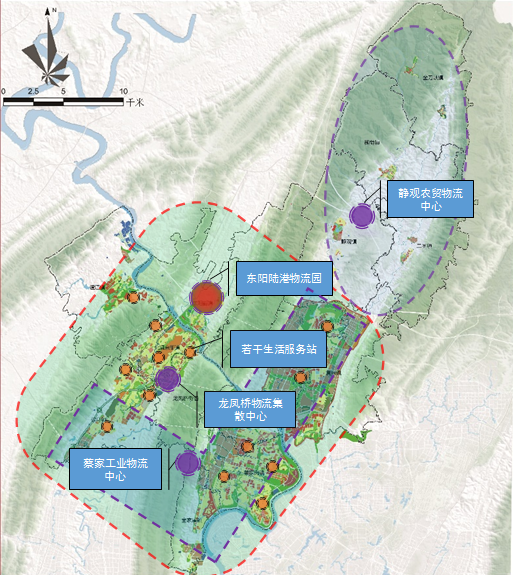 N
0
2.5
5
10
千米
静观农贸物流
中心
东阳陆港物流园
若干生活服务站
龙凤桥物流集
散中心
蔡家工业物流
中心